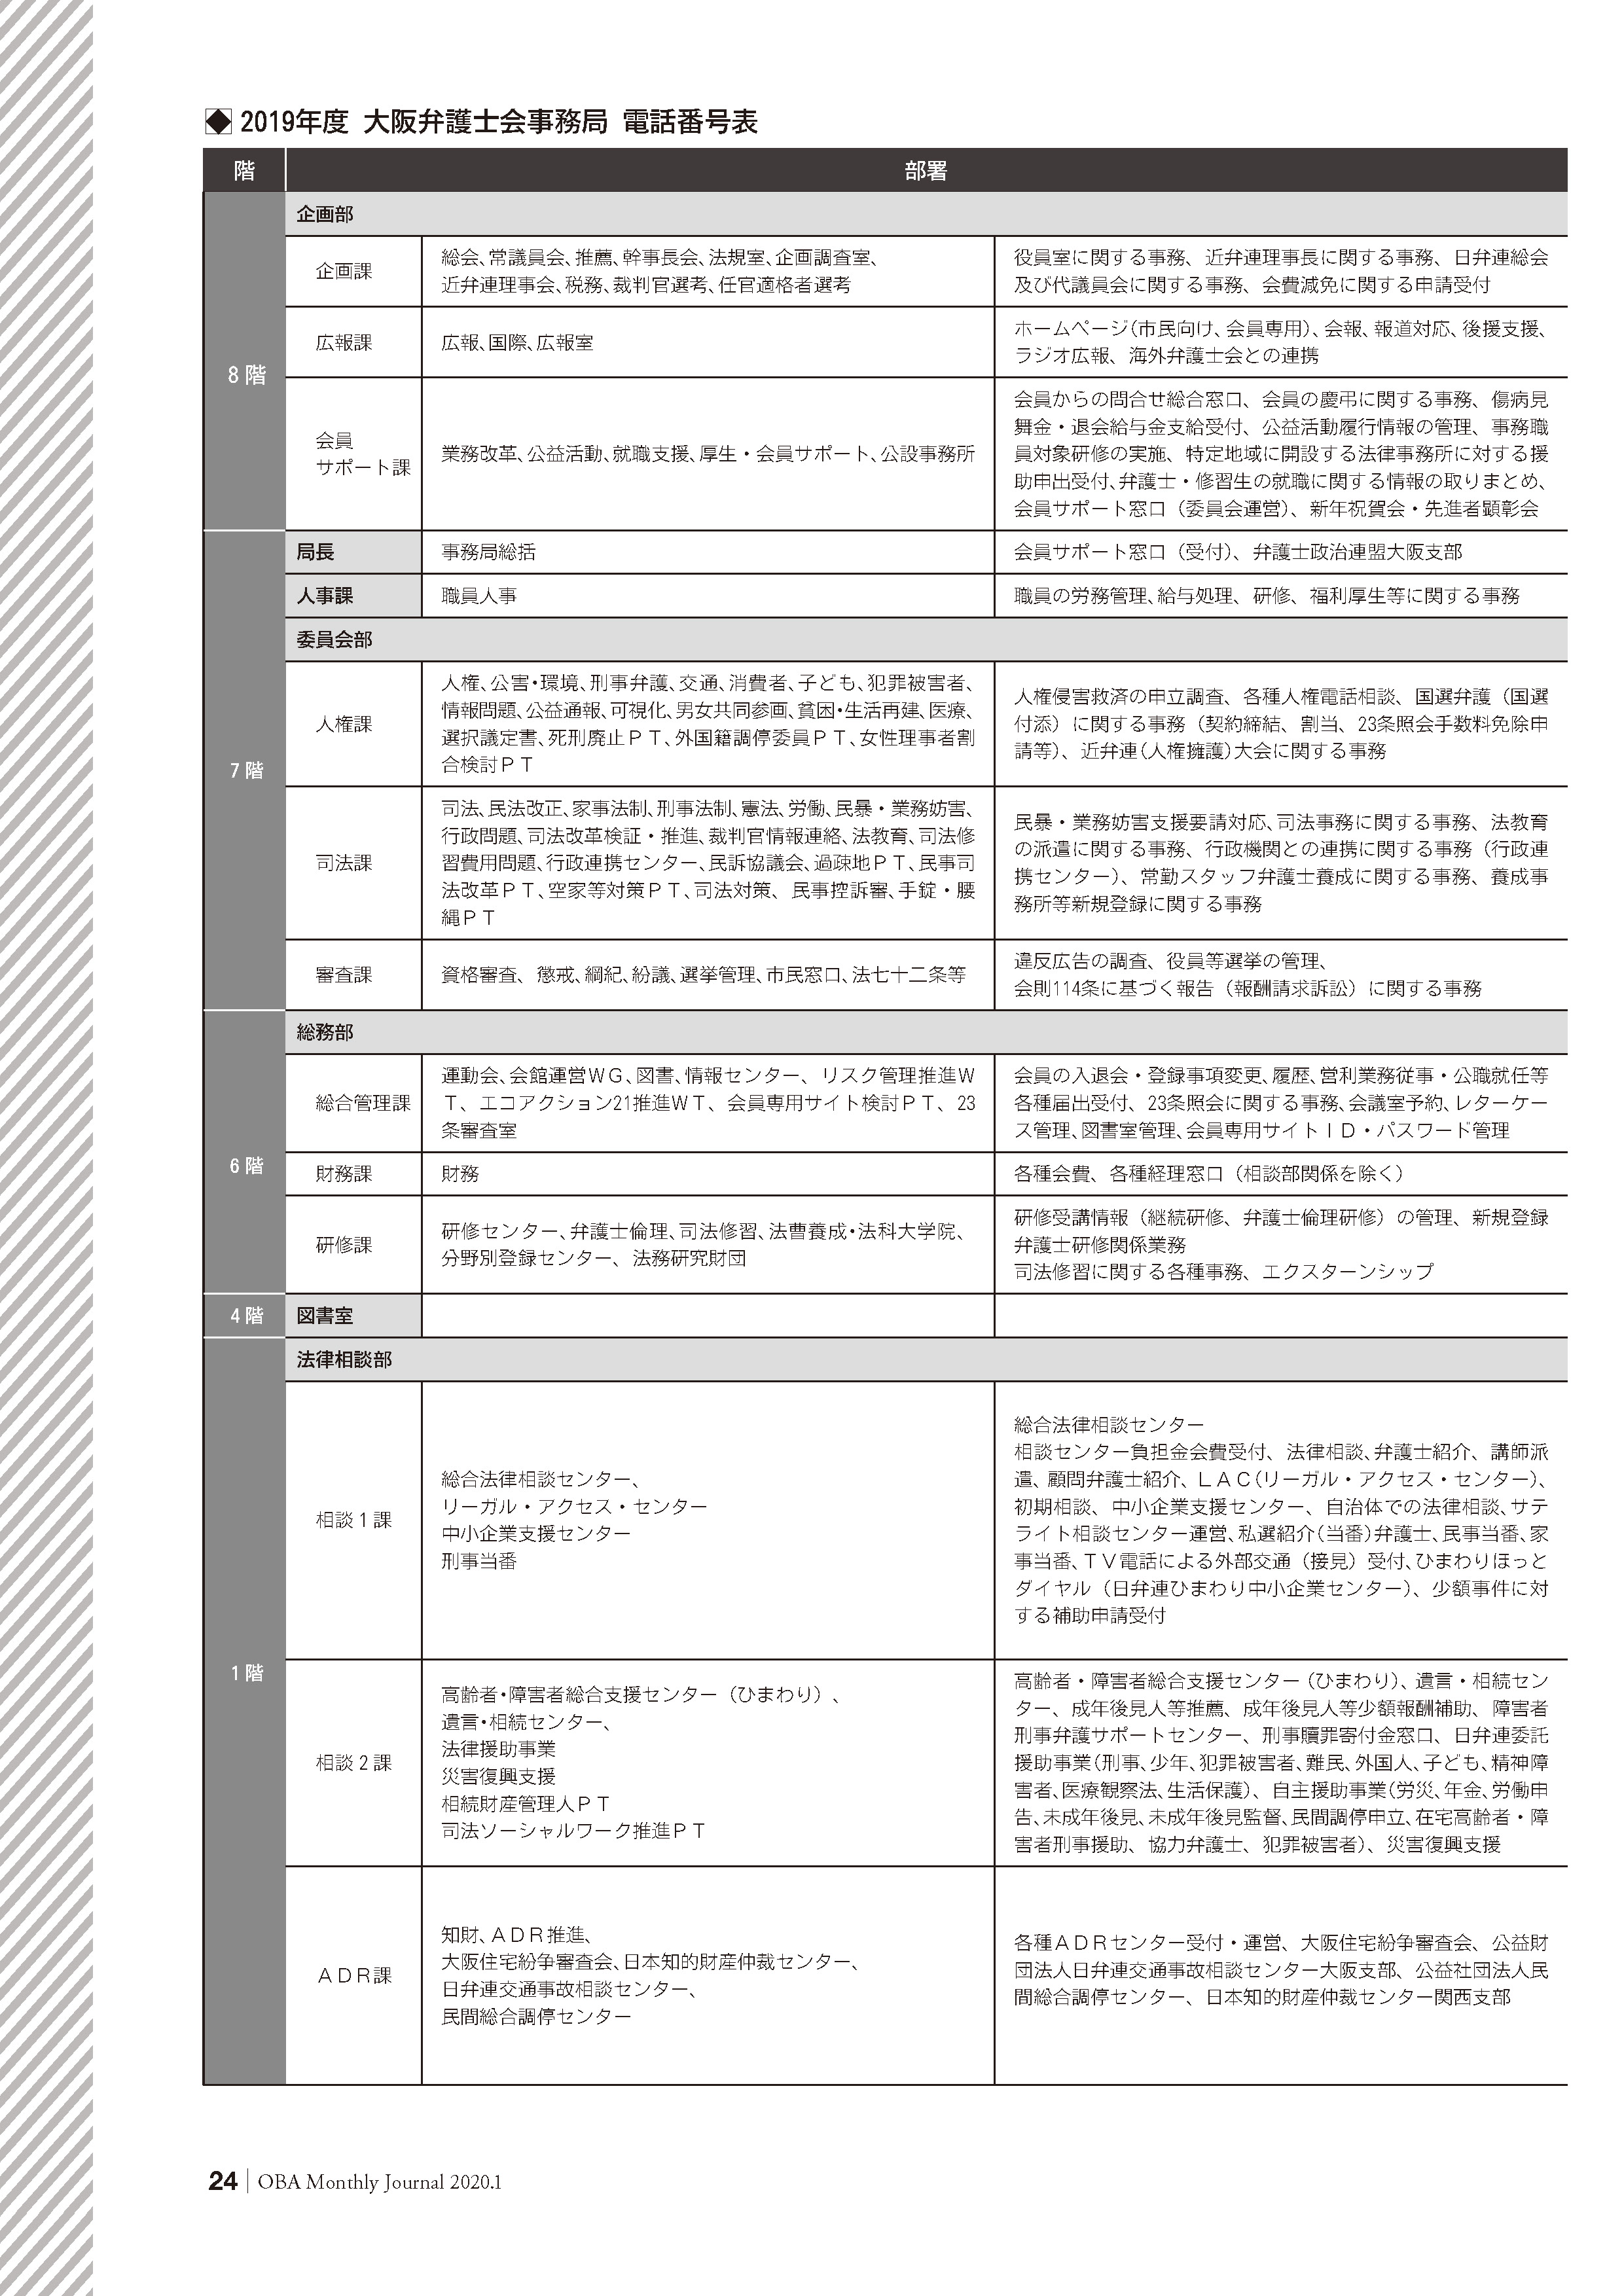 2019年度 大阪弁護士会事務局 電話番号表
階
部署
8階
企画部
企画課
総会、常議員会、推薦、幹事長会、法規室、企画調査室、
近弁連理事会、税務、裁判官選考、任官適格者選考
役員室に関する事務、近弁連理事長に関する事務、日弁連総会
及び代議員会に関する事務、会費減免に関する申請受付
広報課
広報、国際、広報室
ホームページ（市民向け、会員専用）、会報、報道対応、後援支援、
ラジオ広報、海外弁護士会との連携
会員
サポート課
業務改革、公益活動、就職支援、厚生・会員サポート、公設事務所
会員からの問合せ総合窓口、会員の慶弔に関する事務、傷病見
舞金・退会給与金支給受付、公益活動履行情報の管理、事務職
員対象研修の実施、特定地域に開設する法律事務所に対する援
助申出受付、弁護士・修習生の就職に関する情報の取りまとめ、
会員サポート窓口（委員会運営）、新年祝賀会・先進者顕彰会
7階
局長
事務局総括
会員サポート窓口（受付）、弁護士政治連盟大阪支部
人事課
職員人事
職員の労務管理、給与処理、研修、福利厚生等に関する事務
委員会部
人権課
人権、公害・環境、刑事弁護、交通、消費者、子ども、犯罪被害者、
情報問題、公益通報、可視化、男女共同参画、貧困・生活再建、医療、
選択議定書、死刑廃止ＰＴ、外国籍調停委員ＰＴ、女性理事者割
合検討ＰＴ
人権侵害救済の申立調査、各種人権電話相談、国選弁護（国選
付添）に関する事務（契約締結、割当、23条照会手数料免除申
請等）、近弁連（人権擁護）大会に関する事務
司法課
司法、民法改正、家事法制、刑事法制、憲法、労働、民暴・業務妨害、
行政問題、司法改革検証・推進、裁判官情報連絡、法教育、司法修
習費用問題、行政連携センター、民訴協議会、過疎地ＰＴ、民事司
法改革ＰＴ、空家等対策ＰＴ、司法対策、民事控訴審、手錠・腰
縄ＰＴ
民暴・業務妨害支援要請対応、司法事務に関する事務、法教育
の派遣に関する事務、行政機関との連携に関する事務（行政連
携センター）、常勤スタッフ弁護士養成に関する事務、養成事
務所等新規登録に関する事務
審査課
資格審査、懲戒、綱紀、紛議、選挙管理、市民窓口、法七十二条等
違反広告の調査、役員等選挙の管理、
会則114条に基づく報告（報酬請求訴訟）に関する事務
6階
総務部
総合管理課
運動会、会館運営ＷＧ、図書、情報センター、リスク管理推進Ｗ
Ｔ、エコアクション21推進ＷＴ、会員専用サイト検討ＰＴ、23
条審査室
会員の入退会・登録事項変更、履歴、営利業務従事・公職就任等
各種届出受付、23条照会に関する事務、会議室予約、レターケー
ス管理、図書室管理、会員専用サイトＩＤ・パスワード管理
財務課
財務
各種会費、各種経理窓口（相談部関係を除く）
研修課
研修センター、弁護士倫理、司法修習、法曹養成・法科大学院、
分野別登録センター、法務研究財団
研修受講情報（継続研修、弁護士倫理研修）の管理、新規登録
弁護士研修関係業務
司法修習に関する各種事務、エクスターンシップ
4階
図書室
1階
法律相談部
相談1課
総合法律相談センター、
リーガル・アクセス・センター
中小企業支援センター
刑事当番
総合法律相談センター
相談センター負担金会費受付、法律相談、弁護士紹介、講師派
遣、顧問弁護士紹介、ＬＡＣ（リーガル・アクセス・センター）、
初期相談、中小企業支援センター、自治体での法律相談、サテ
ライト相談センター運営、私選紹介（当番）弁護士、民事当番、家
事当番、ＴＶ電話による外部交通（接見）受付、ひまわりほっと
ダイヤル（日弁連ひまわり中小企業センター）、少額事件に対
する補助申請受付
相談2課
高齢者・障害者総合支援センター（ひまわり）、
遺言・相続センター、
法律援助事業
災害復興支援
相続財産管理人ＰＴ
司法ソーシャルワーク推進ＰＴ
高齢者・障害者総合支援センター（ひまわり）、遺言・相続セン
ター、成年後見人等推薦、成年後見人等少額報酬補助、障害者
刑事弁護サポートセンター、刑事贖罪寄付金窓口、日弁連委託
援助事業（刑事、少年、犯罪被害者、難民、外国人、子ども、精神障
害者、医療観察法、生活保護）、自主援助事業（労災、年金、労働申
告、未成年後見、未成年後見監督、民間調停申立、在宅高齢者・障
害者刑事援助、協力弁護士、犯罪被害者）、災害復興支援
ＡＤＲ課
知財、ＡＤＲ推進、
大阪住宅紛争審査会、日本知的財産仲裁センター、
日弁連交通事故相談センター、
民間総合調停センター
各種ＡＤＲセンター受付・運営、大阪住宅紛争審査会、公益財
団法人日弁連交通事故相談センター大阪支部、公益社団法人民
間総合調停センター、日本知的財産仲裁センター関西支部
24 OBA Monthly Journal 2020.1